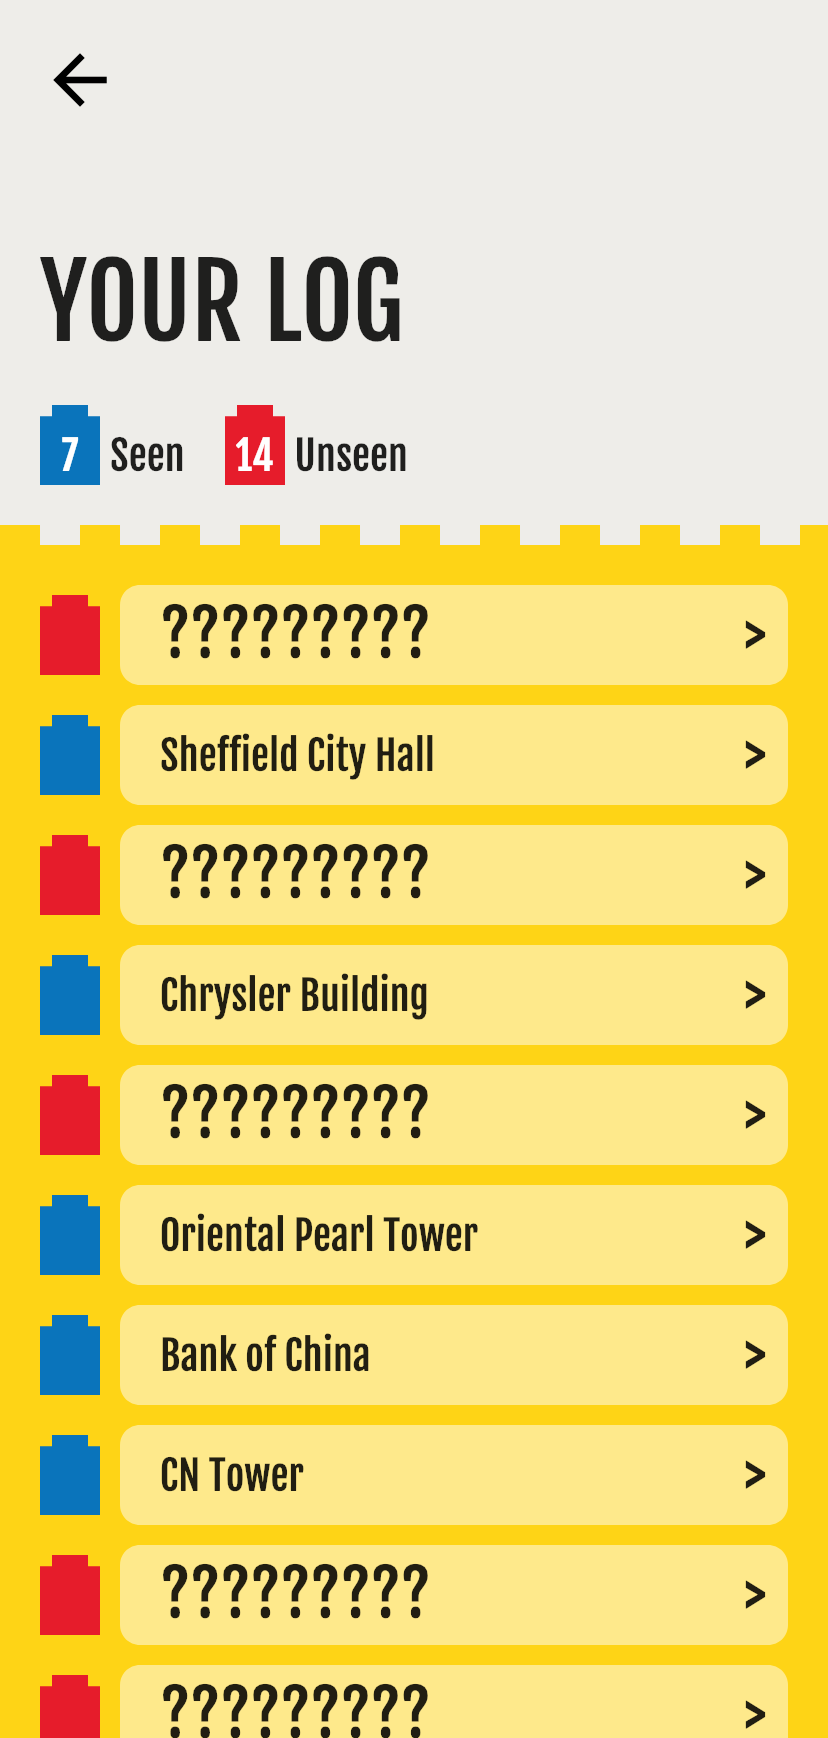 YOUR LOG
7 Seen 14 Unseen
????????? >
Sheffield City Hall >
????????? >
Chrysler Building >
????????? >
Oriental Pearl Tower >
Bank of China >
CN Tower >
????????? >
????????? >